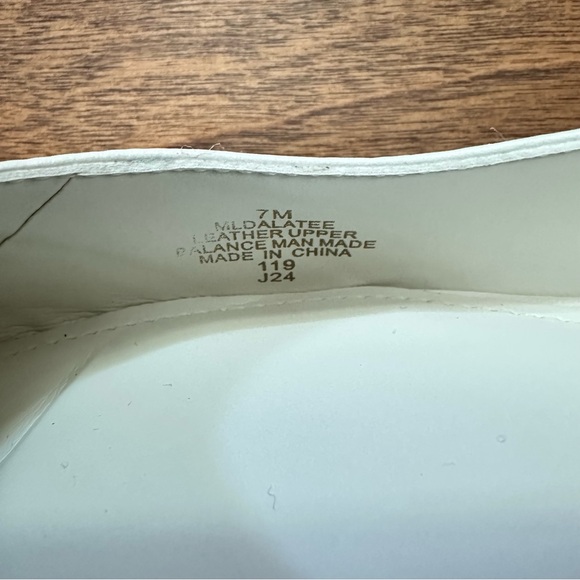 7M
MLDALATEE
LEATHER UPPER
BALANCE MAN MADE
MADE IN CHINA
119
J24